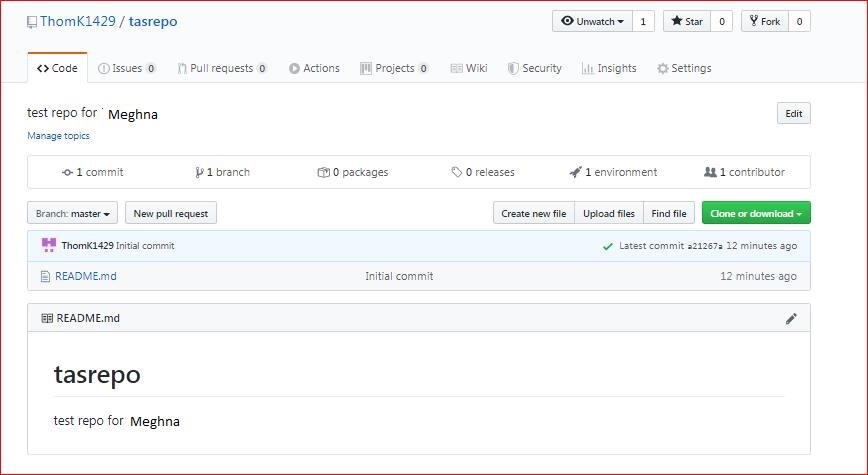 ThomK1429 / tasrepo
Unwatch 1 Star 0 Fork 0
Code Issues 0 Pull requests 0 Actions Projects 0 Wiki Security Insights Settings
test repo for Meghna Edit
Manage topics
1 commit 1 branch 0 packages 0 releases 1 environment 1 contributor
Branch: master New pull request Create new file Upload files Find file Clone or download
ThomK1429 Initial commit Latest commit a21267a 12 minutes ago
README.md Initial commit 12 minutes ago
README.md
tasrepo
test repo for Meghna